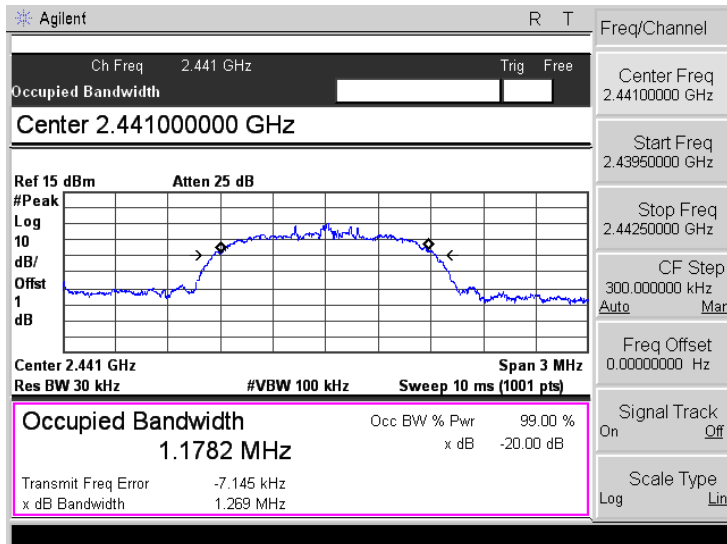 Agilent R T
Ch Freq 2.441 GHz Trig Free
Occupied Bandwidth
Center 2.441000000 GHz
Ref 15 dBm Atten 25 dB
#Peak
Log
10
dB/
Offst
1
dB
Center 2.441 GHz Span 3 MHz
Res BW 30 kHz #VBW 100 kHz Sweep 10 ms (1001 pts)
Occupied Bandwidth
1.1782 MHz
Occ BW % Pwr 99.00 %
x dB -20.00 dB
Transmit Freq Error -7.145 kHz
x dB Bandwidth 1.269 MHz
Freq/Channel
Center Freq
2.44100000 GHz
Start Freq
2.43950000 GHz
Stop Freq
2.44250000 GHz
CF Step
300.000000 kHz
Auto Man
Freq Offset
0.00000000 Hz
Signal Track
On Off
Scale Type
Log Lin